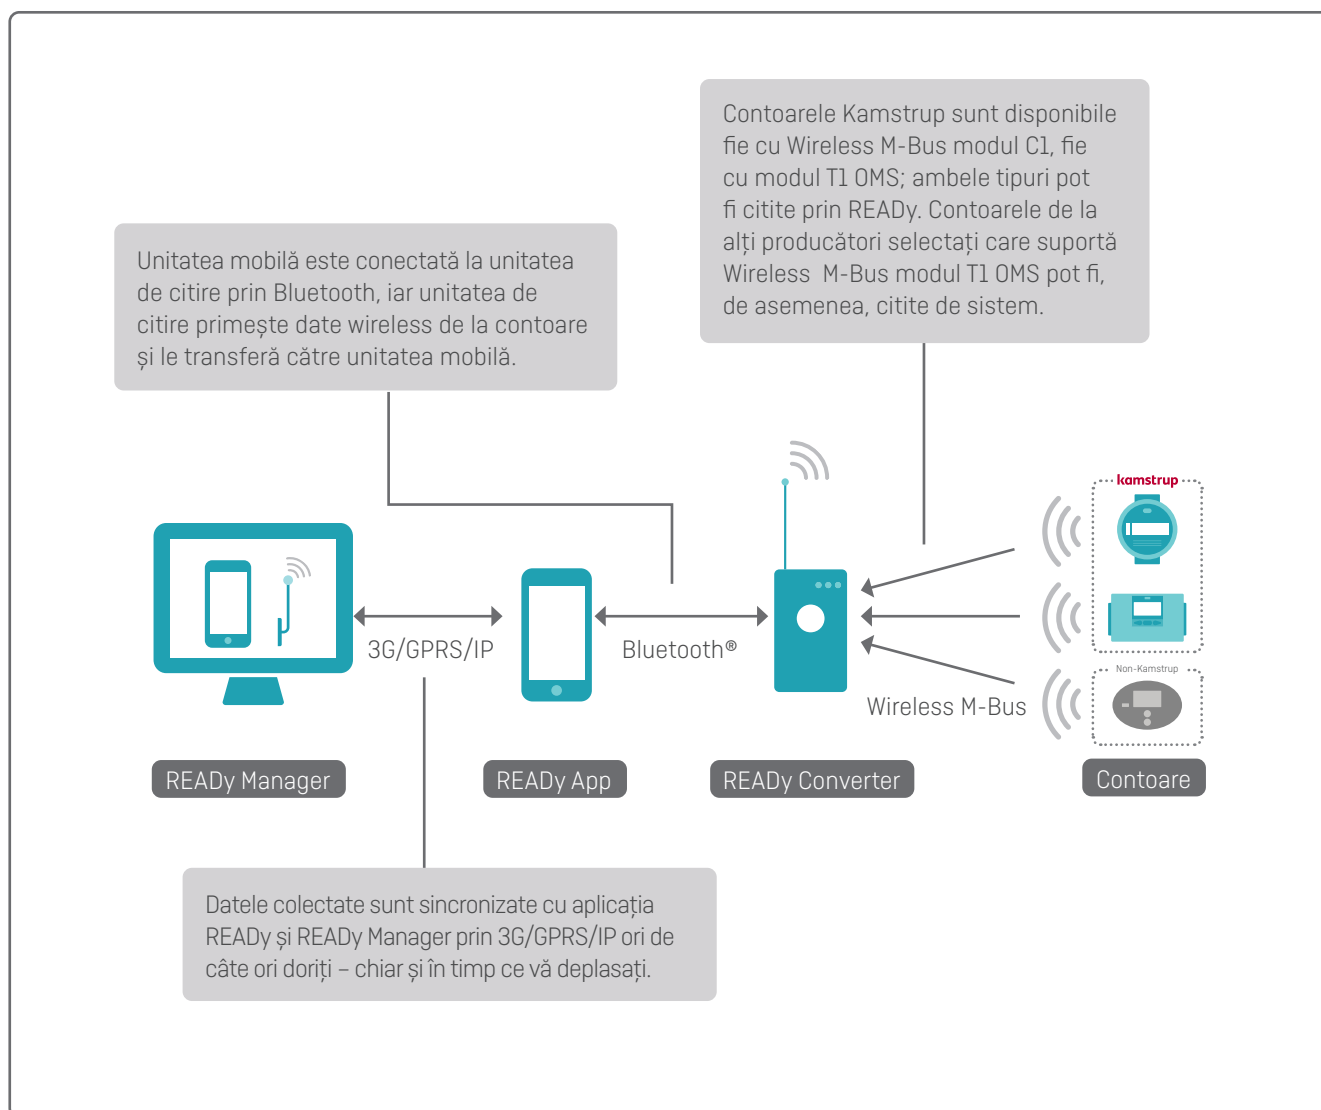 Contoarele Kamstrup sunt disponibile
fie cu Wireless M-Bus modul C1, fie
cu modul T1 OMS; ambele tipuri pot
fi citite prin READy. Contoarele de la
alți producători selectați care suportă
Wireless M-Bus modul T1 OMS pot fi,
de asemenea, citite de sistem.
Unitatea mobilă este conectată la unitatea
de citire prin Bluetooth, iar unitatea de
citire primește date wireless de la contoare
și le transferă către unitatea mobilă.
kamstrup
3G/GPRS/IP
Bluetooth®
Wireless M-Bus
Non-Kamstrup
READy Manager
READy App
READy Converter
Contoare
Datele colectate sunt sincronizate cu aplicația
READy și READy Manager prin 3G/GPRS/IP ori de
câte ori doriți – chiar și în timp ce vă deplasați.